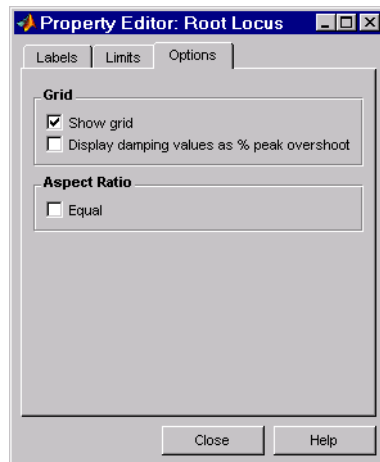 Property Editor: Root Locus
Labels Limits Options
Grid
Show grid
Display damping values as % peak overshoot
Aspect Ratio
Equal
Close Help